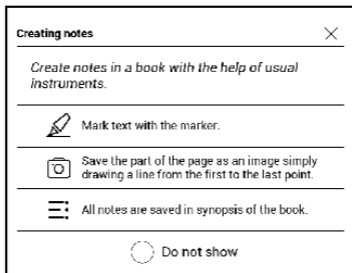 Creating notes
Create notes in a book with the help of usual
instruments.
Mark text with the marker.
Save the part of the page as an image simply
drawing a line from the first to the last point.
All notes are saved in synopsis of the book.
Do not show